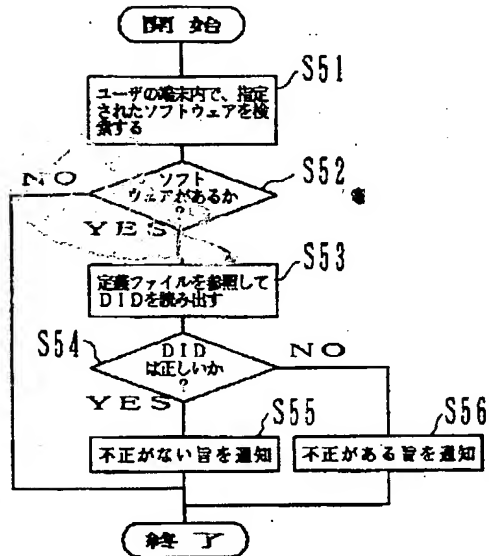 開始
S51
ユーザの端末内で、指定
されたソフトウェアを検
索する
NO
ソフト
ウェアがあるか
?
S52
YES
S53
定義ファイルを参照して
DIDを読み出す
S54
DID
は正しいか
?
NO
YES
S55
S56
不正がない旨を通知
不正がある旨を通知
終了